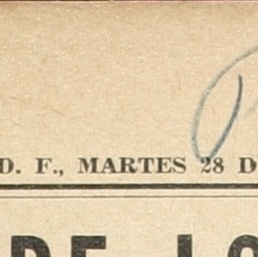 D. F., MARTES 28 D
DE LO